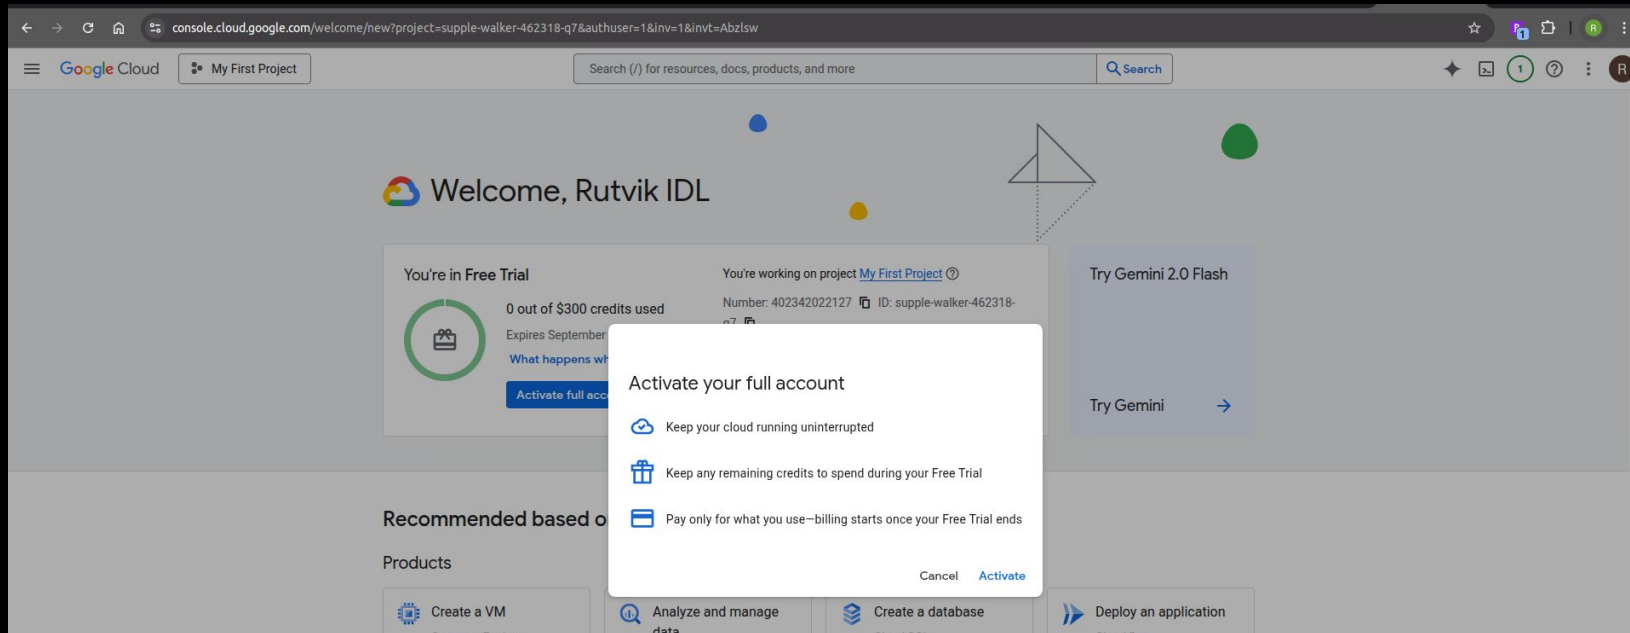 console.cloud.google.com/welcome/new?project=supple-walker-462318-q7&authuser=1&inv=1&invt=Abzlsw
1
R
Google Cloud
My First Project
Search (/) for resources, docs, products, and more
Search
1
R
Welcome, Rutvik IDL
You're in Free Trial
0 out of $300 credits used
Expires September
What happens wh
Activate full acc
You're working on project My First Project
Number: 402342022127 ID: supple-walker-462318-
q7
Try Gemini 2.0 Flash
Try Gemini
Activate your full account
Keep your cloud running uninterrupted
Keep any remaining credits to spend during your Free Trial
Pay only for what you use—billing starts once your Free Trial ends
Cancel Activate
Recommended based o
Products
Create a VM
Analyze and manage
data
Create a database
Deploy an application